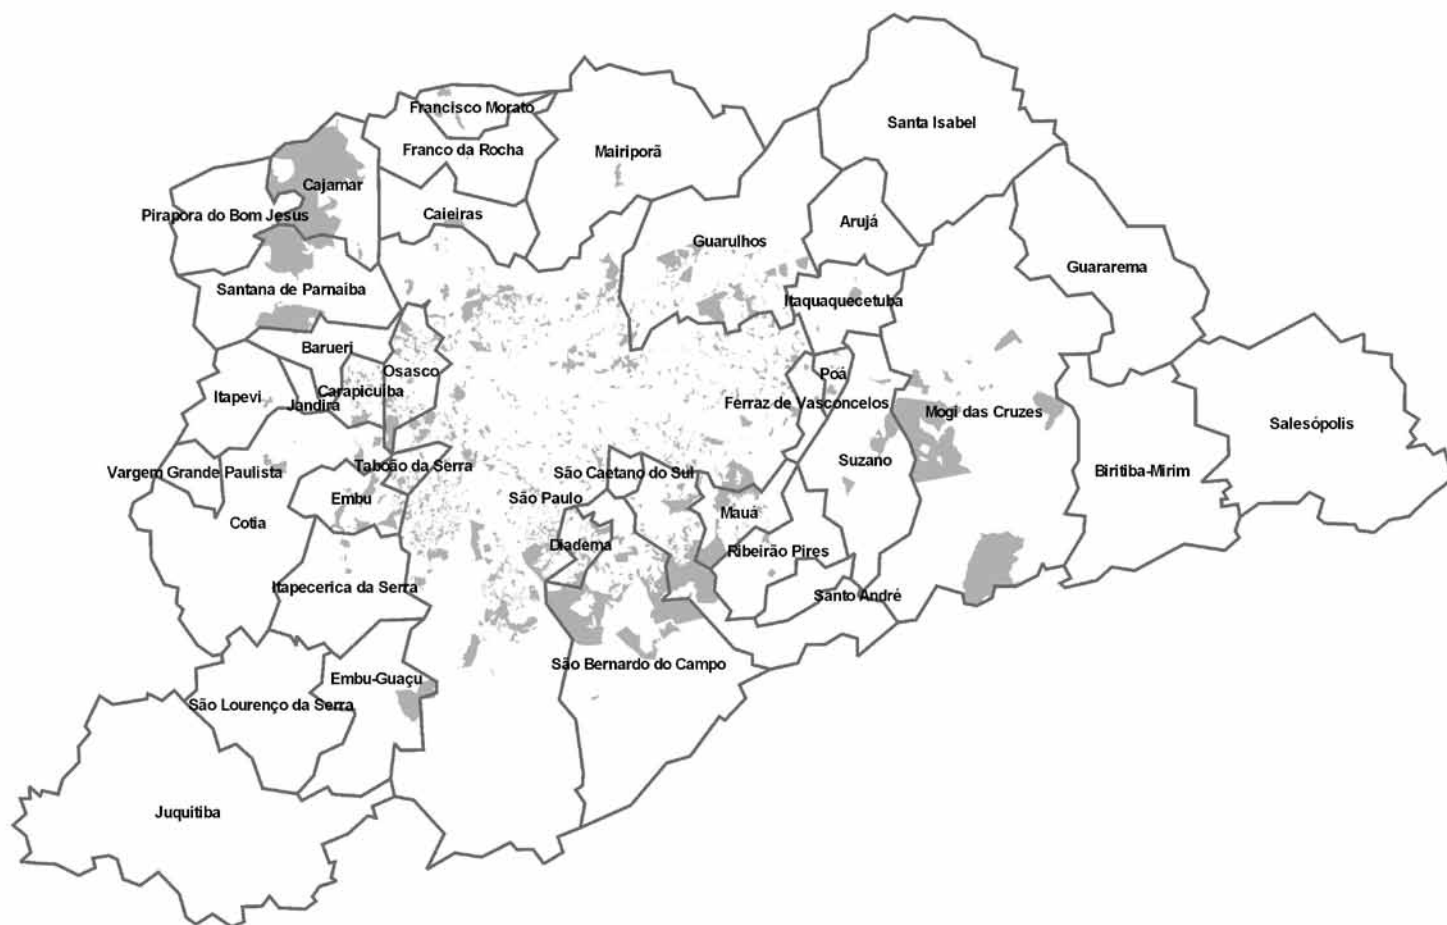 Francisco Morato
Santa Isabel
Franco da Rocha
Mairiporã
Cajamar
Pirapora do Bom Jesus
Caieiras
Arujá
Guarulhos
Guararema
Santana de Parnaíba
Itaquaquecetuba
Barueri
Osasco
Poá
Itapevi
Carapicuíba
Jandira
Ferraz de Vasconcelos
Mogi das Cruzes
Salesópolis
Vargem Grande Paulista
Taboão da Serra
São Caetano do Sul
Suzano
Biritiba-Mirim
Embu
São Paulo
Mauá
Cotia
Diadema
Ribeirão Pires
Itapecerica da Serra
Santo André
São Bernardo do Campo
Embu-Guaçu
São Lourenço da Serra
Juquitiba